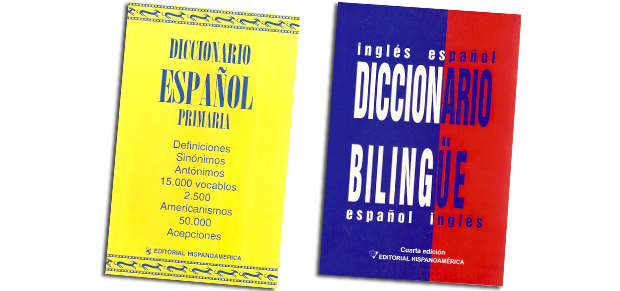 DICCIONARIO
ESPAÑOL
PRIMARIA
Definiciones
Sinónimos
Antónimos
15.000 vocablos
2.500
Americanismos
50.000
Acepciones
EDITORIAL HISPANOAMERICA
inglés español
DICCIONARIO
BILINGÜE
español inglés
Cuarta edición
EDITORIAL HISPANOAMÉRICA